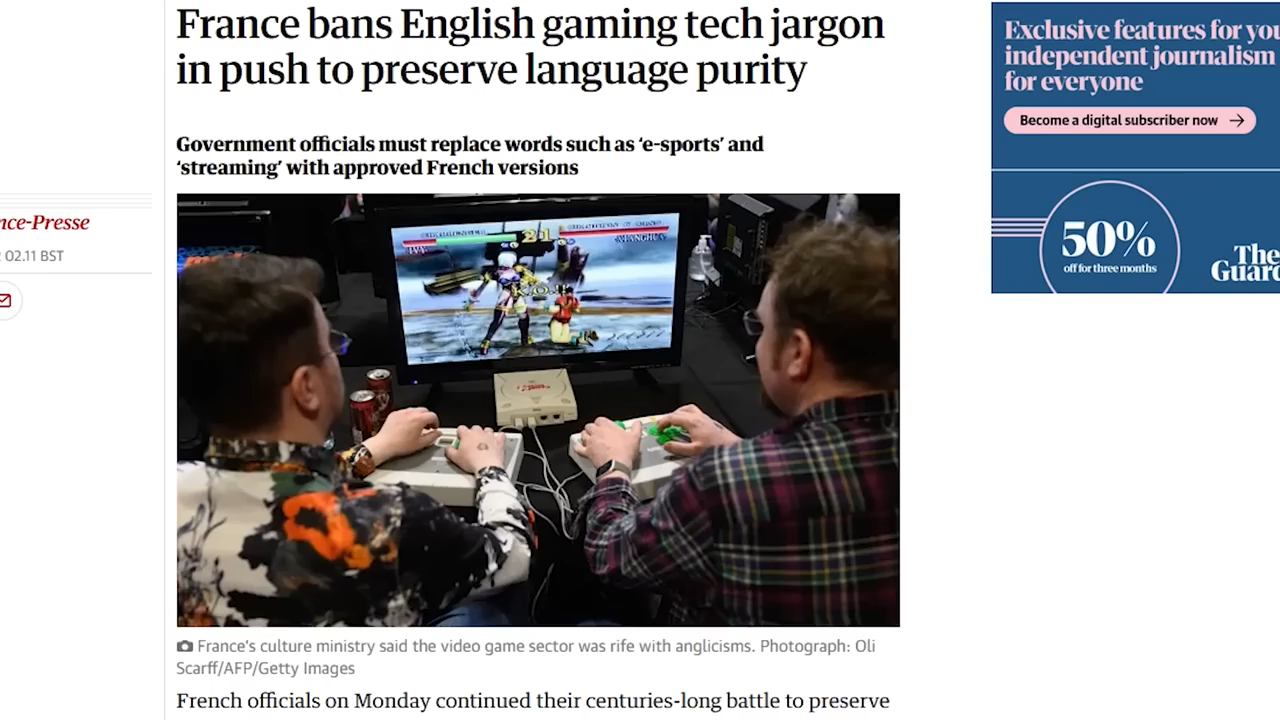 France bans English gaming tech jargon
in push to preserve language purity
Government officials must replace words such as ‘e-sports’ and
‘streaming’ with approved French versions
nce-Presse
02.11 BST
21
K.O.
France's culture ministry said the video game sector was rife with anglicisms. Photograph: Oli
Scarff/AFP/Getty Images
French officials on Monday continued their centuries-long battle to preserve
Exclusive features for you
independent journalism
for everyone
Become a digital subscriber now
50%
off for three months
The
Guard